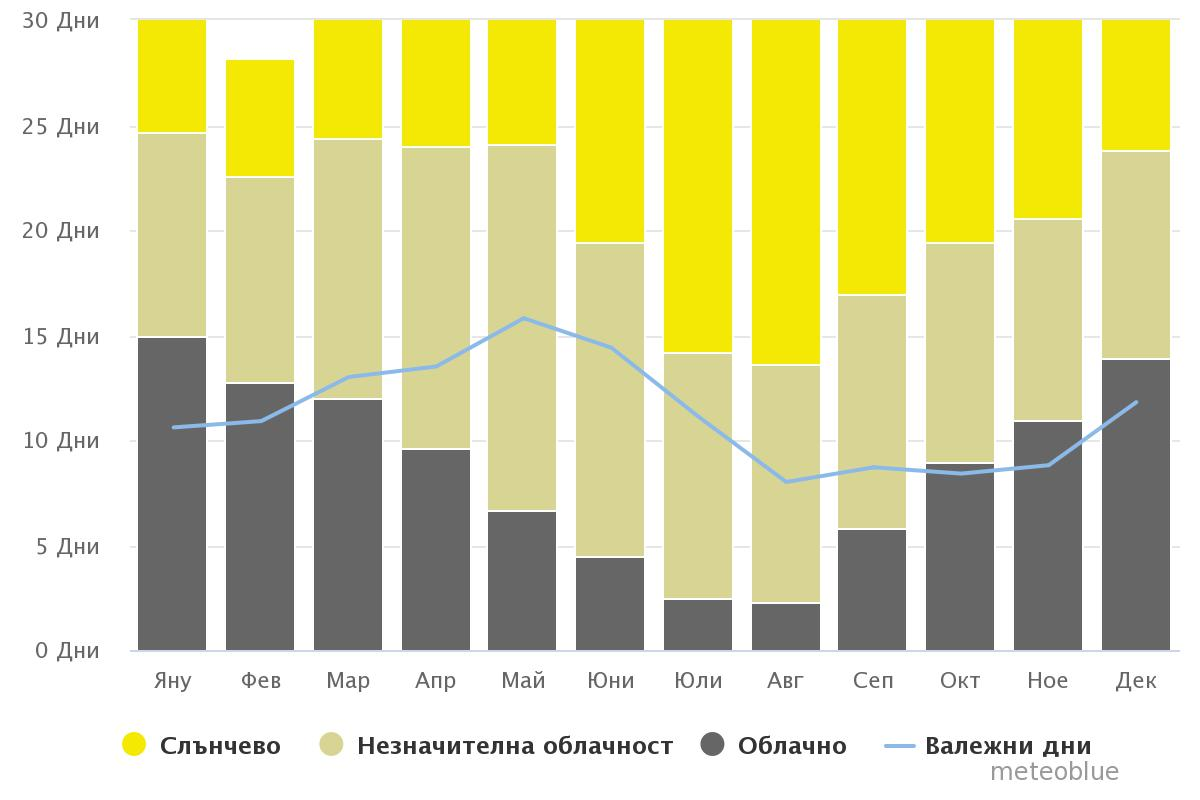 30 Дни
25 Дни
20 Дни
15 Дни
10 Дни
5 Дни
0 Дни
Яну Фев Мар Апр Май Юни Юли Авг Сеп Окт Ное Дек
Слънчево Незначителна облачност Облачно Валежни дни
meteoblue